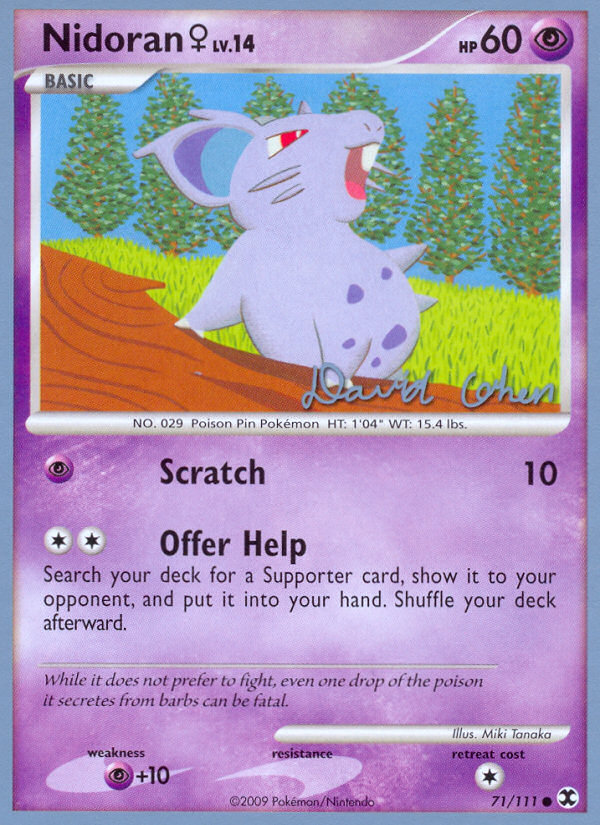 Nidoran♀ LV.14
HP 60
BASIC
David Cohen
NO. 029 Poison Pin Pokémon HT: 1'04" WT: 15.4 lbs.
Scratch 10
Offer Help
Search your deck for a Supporter card, show it to your
opponent, and put it into your hand. Shuffle your deck
afterward.
While it does not prefer to fight, even one drop of the poison
it secretes from barbs can be fatal.
Illus. Miki Tanaka
weakness resistance retreat cost
+10
©2009 Pokémon/Nintendo
71/111